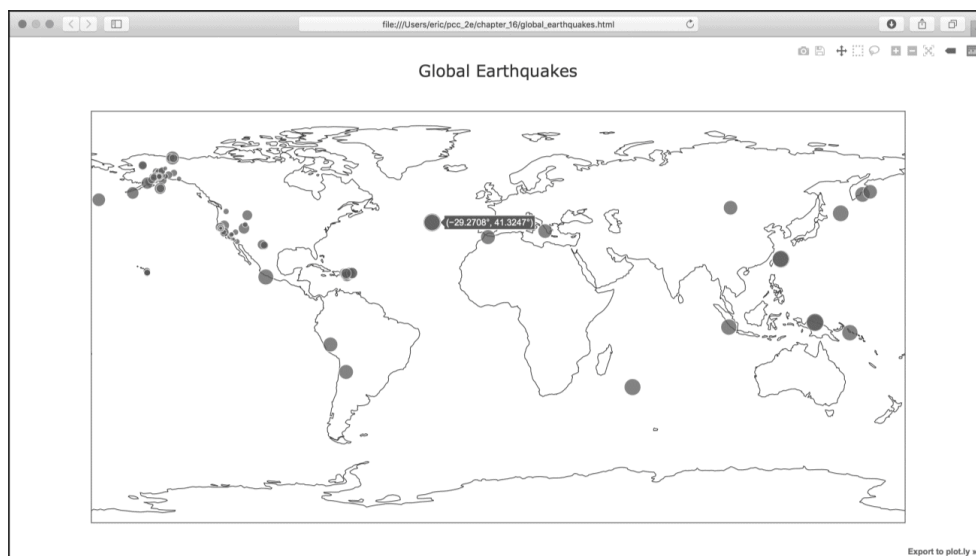 file:///Users/eric/pcc_2e/chapter_16/global_earthquakes.html
Global Earthquakes
(−29.2708°, 41.3247°)
Export to plot.ly »